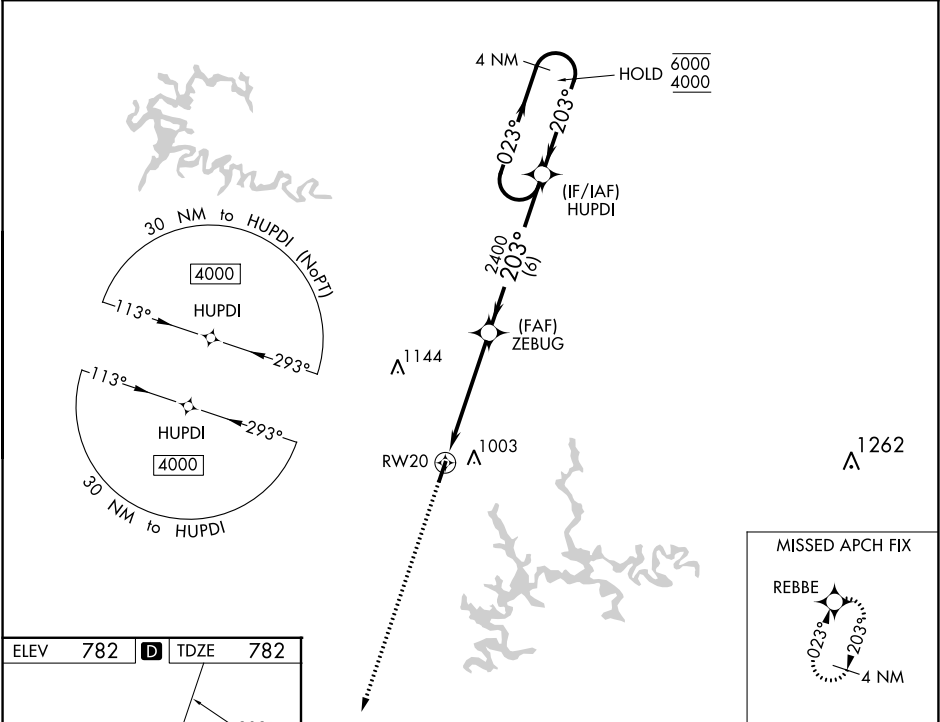 4 NM
HOLD 6000
4000
023°
203°
(IF/IAF)
HUPDI
2400
203°
(6)
30 NM to HUPDI (NoPT)
4000
HUPDI
113°
293°
(FAF)
ZEBUG
1144
113°
293°
HUPDI
4000
30 NM to HUPDI
RW20
1003
1262
MISSED APCH FIX
REBBE
023°
203°
4 NM
ELEV 782 D TDZE 782